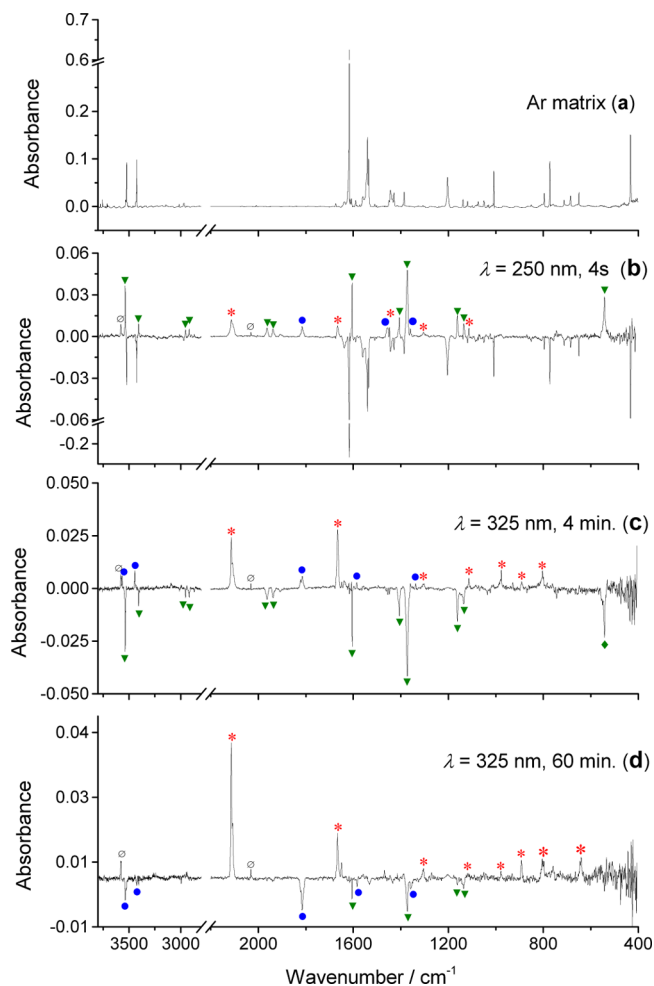 0.7
0.6
0.2
0.1
0.0
Absorbance
Ar matrix (a)
0.06
0.03
0.00
-0.03
-0.06
-0.2
Absorbance
λ = 250 nm, 4s (b)
0.050
0.025
0.000
-0.025
-0.050
Absorbance
λ = 325 nm, 4 min. (c)
0.04
0.03
0.01
-0.01
Absorbance
λ = 325 nm, 60 min. (d)
3500 3000 2000 1600 1200 800 400
Wavenumber / cm⁻¹